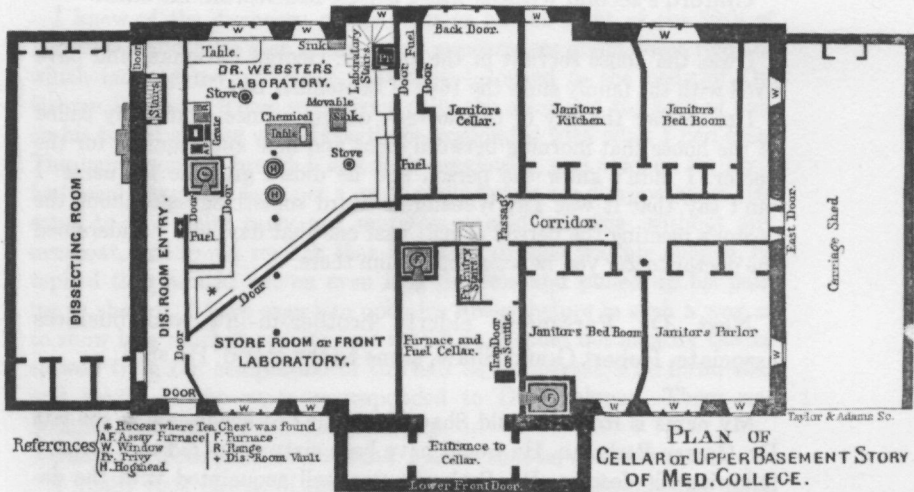 W
W
W
W
W
Door
Table.
Sink
Laboratory
Stairs
Fuel
Door
Door
Back Door.
DR. WEBSTER'S
LABORATORY.
Stairs
Stove
Movable
Sink.
Chemical
Table
Stove
Grease
A F
F
H
Door
Door
Fuel
Fuel
Janitors
Cellar.
Janitors
Kitchen
Janitors
Bed Room
W
DISSECTING ROOM
DIS. ROOM ENTRY
Door
*
Door
Passage
Corridor.
East Door.
Carriage Shed
F
Pantry
Stairs
STORE ROOM or FRONT
LABORATORY.
Furnace and
Fuel Cellar.
Trap Door
or Scuttle
Janitors Bed Room
Janitors Parlor
F
W
DOOR
W
W
W
W
Taylor & Adams Sc.
References
* Recess where Tea Chest was found
A.F. Assay Furnace
F. Furnace
W. Window
R. Range
Pr. Privy
+ Dis. Room Vault
H. Hogshead
Entrance to
Cellar.
Lower Front Door.
PLAN OF
CELLAR or UPPER BASEMENT STORY
OF MED. COLLEGE.